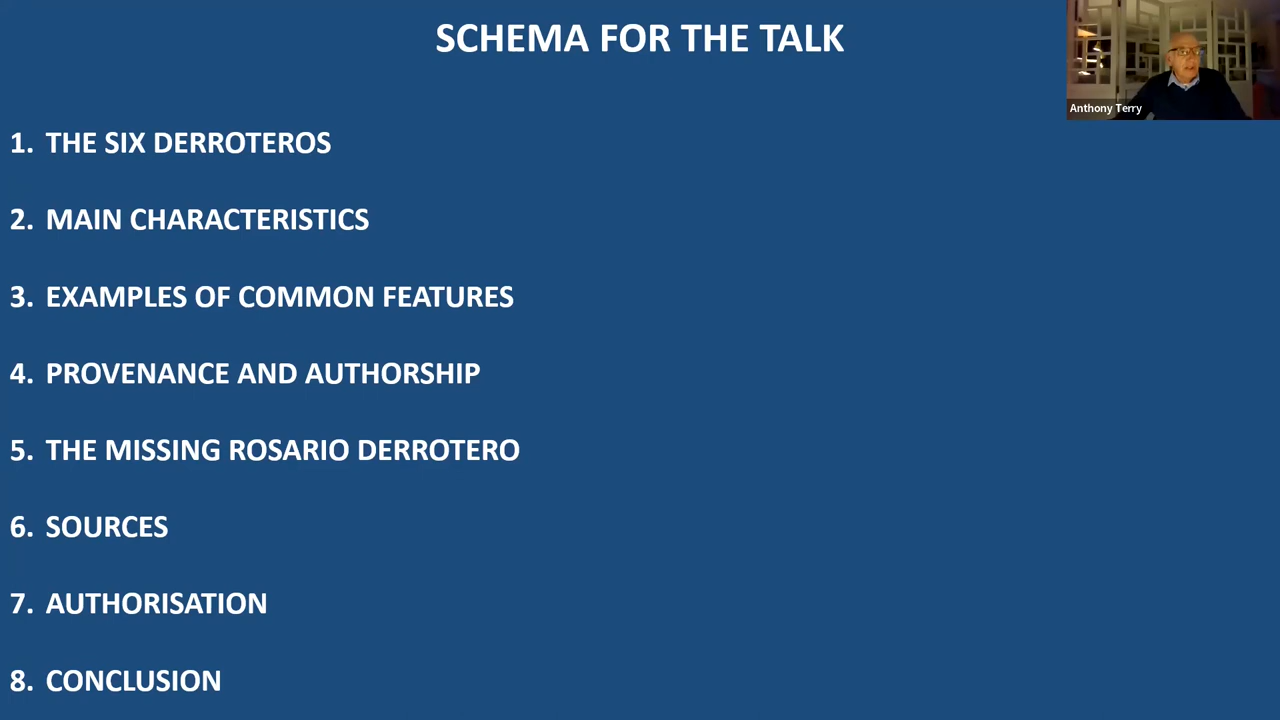 SCHEMA FOR THE TALK
Anthony Terry
1. THE SIX DERROTEROS
2. MAIN CHARACTERISTICS
3. EXAMPLES OF COMMON FEATURES
4. PROVENANCE AND AUTHORSHIP
5. THE MISSING ROSARIO DERROTERO
6. SOURCES
7. AUTHORISATION
8. CONCLUSION